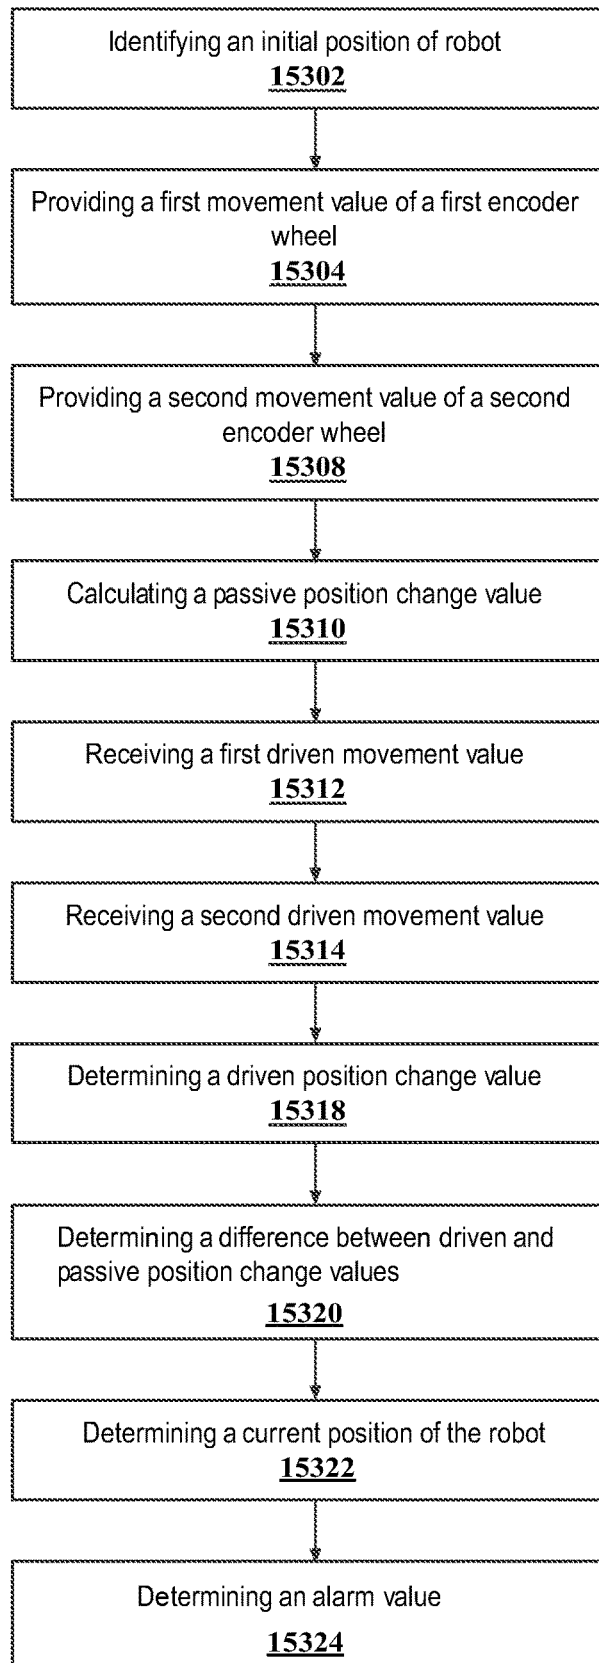 Identifying an initial position of robot
15302
Providing a first movement value of a first encoder
wheel
15304
Providing a second movement value of a second
encoder wheel
15308
Calculating a passive position change value
15310
Receiving a first driven movement value
15312
Receiving a second driven movement value
15314
Determining a driven position change value
15318
Determining a difference between driven and
passive position change values
15320
Determining a current position of the robot
15322
Determining an alarm value
15324